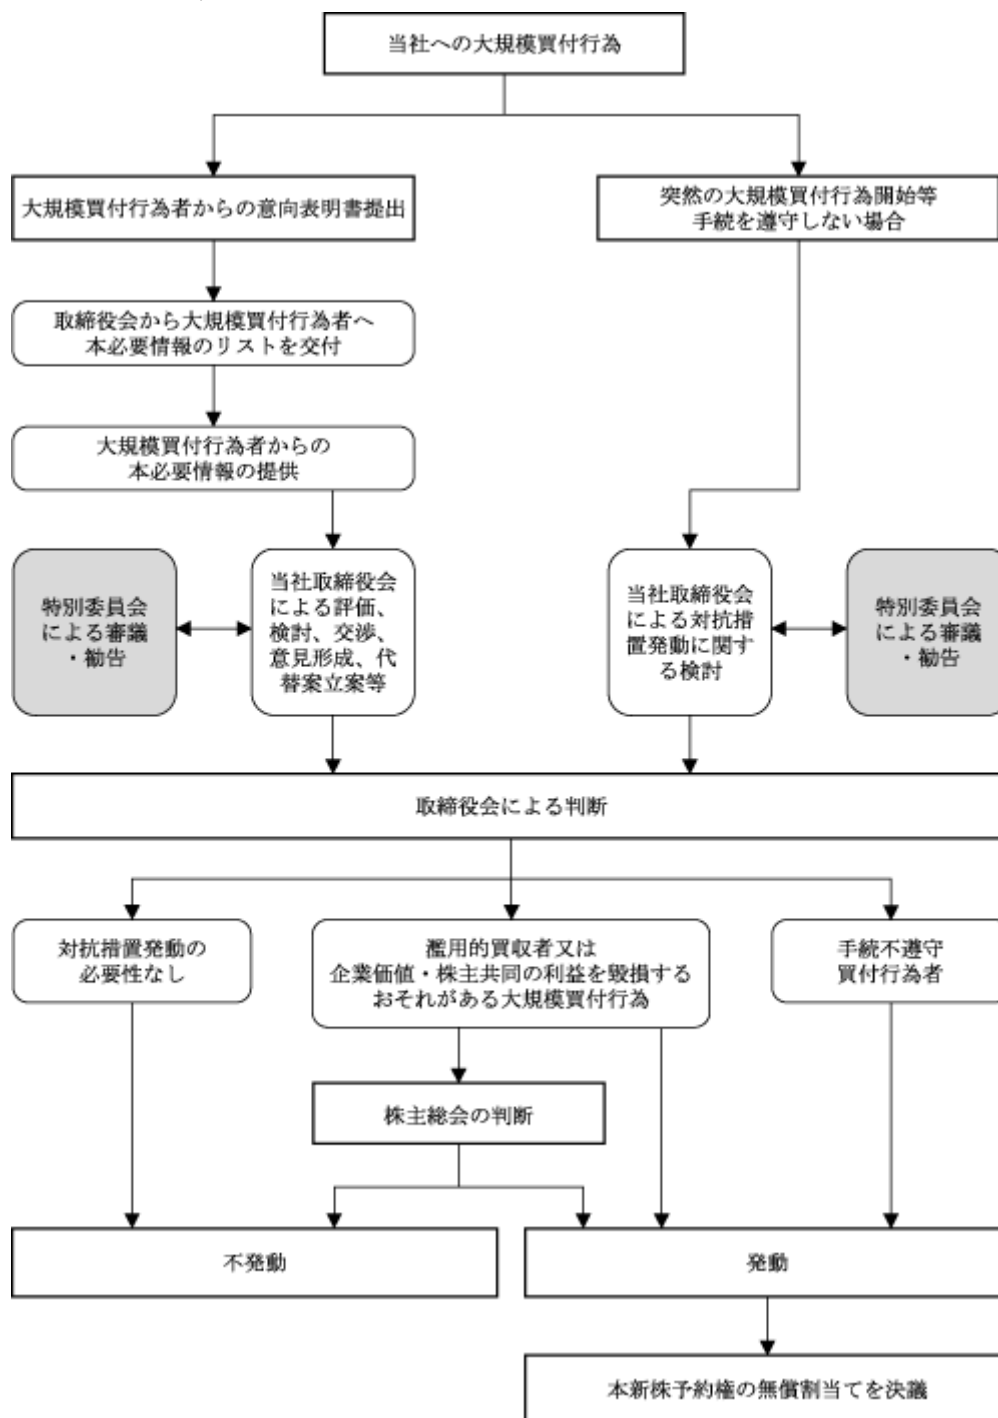 当社への大規模買付行為
大規模買付行為者からの意向表明書提出
突然の大規模買付行為開始等
手続を遵守しない場合
取締役会から大規模買付行為者へ
本必要情報のリストを交付
大規模買付行為者からの
本必要情報の提供
特別委員会
による審議
・勧告
当社取締役会
による評価、
検討、交渉、
意見形成、代
替案立案等
当社取締役会
による対抗措
置発動に関す
る検討
特別委員会
による審議
・勧告
取締役会による判断
対抗措置発動の
必要性なし
濫用的買収者又は
企業価値・株主共同の利益を毀損する
おそれがある大規模買付行為
手続不遵守
買付行為者
株主総会の判断
不発動
発動
本新株予約権の無償割当てを決議